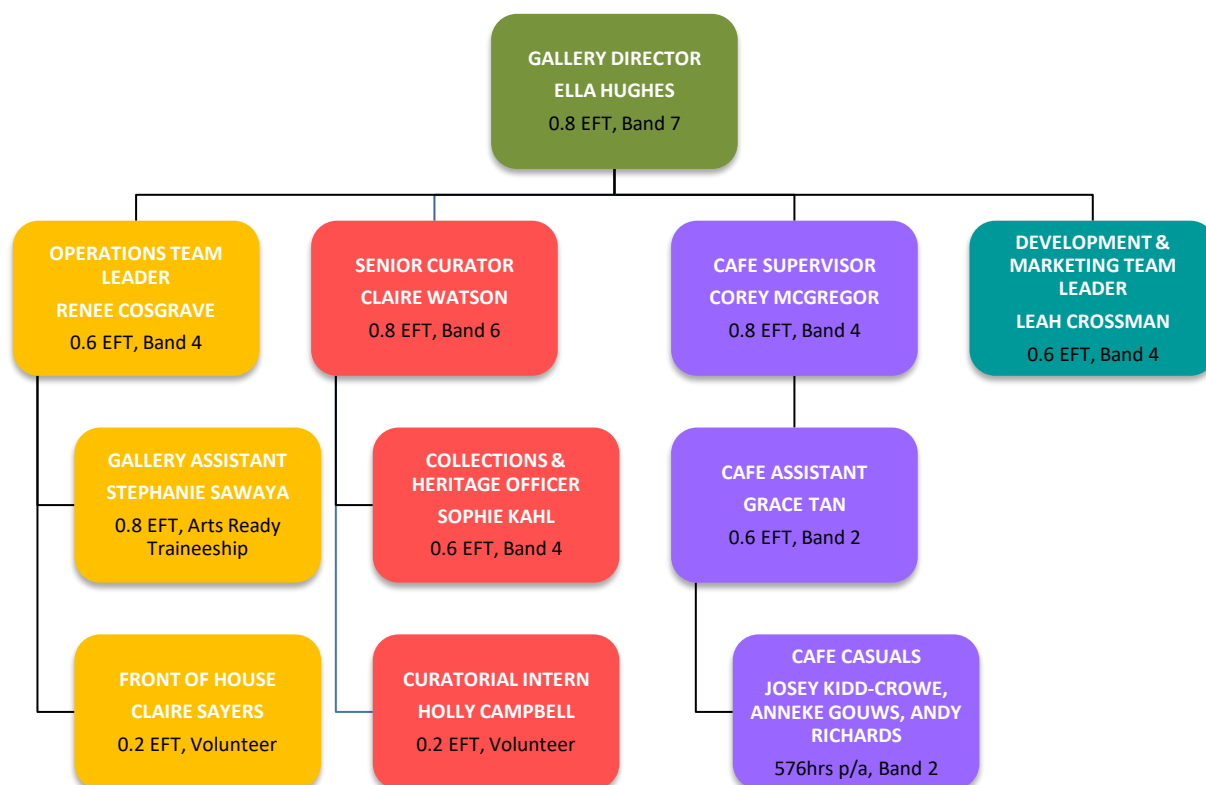 GALLERY DIRECTOR
ELLA HUGHES
0.8 EFT, Band 7
OPERATIONS TEAM
LEADER
RENEE COSGRAVE
0.6 EFT, Band 4
SENIOR CURATOR
CLAIRE WATSON
0.8 EFT, Band 6
CAFE SUPERVISOR
COREY MCGREGOR
0.8 EFT, Band 4
DEVELOPMENT &
MARKETING TEAM
LEADER
LEAH CROSSMAN
0.6 EFT, Band 4
GALLERY ASSISTANT
STEPHANIE SAWAYA
0.8 EFT, Arts Ready
Traineeship
COLLECTIONS &
HERITAGE OFFICER
SOPHIE KAHL
0.6 EFT, Band 4
CAFE ASSISTANT
GRACE TAN
0.6 EFT, Band 2
FRONT OF HOUSE
CLAIRE SAYERS
0.2 EFT, Volunteer
CURATORIAL INTERN
HOLLY CAMPBELL
0.2 EFT, Volunteer
CAFE CASUALS
JOSEY KIDD-CROWE,
ANNEKE GOUWS, ANDY
RICHARDS
576hrs p/a, Band 2